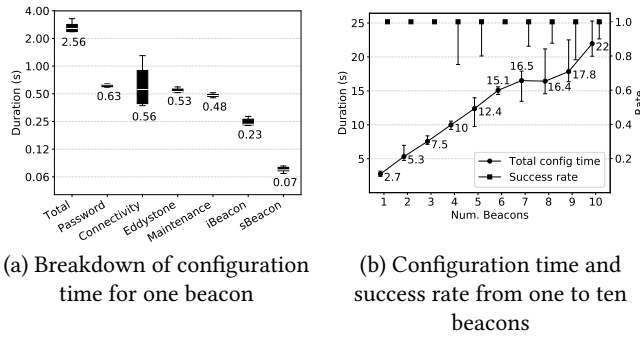 4.00
2.00
1.00
0.50
0.25
0.12
0.06
Duration (s)
2.56
0.63
0.56
0.53
0.48
0.23
0.07
Total
Password
Connectivity
Eddystone
Maintenance
iBeacon
sBeacon
(a) Breakdown of configuration
time for one beacon
25
20
15
10
5
Duration (s)
2.7
5.3
7.5
10
12.4
15.1
16.5
16.4
17.8
22
1.0
0.8
0.6
0.4
0.2
Rate
Total config time
Success rate
1 2 3 4 5 6 7 8 9 10
Num. Beacons
(b) Configuration time and
success rate from one to ten
beacons